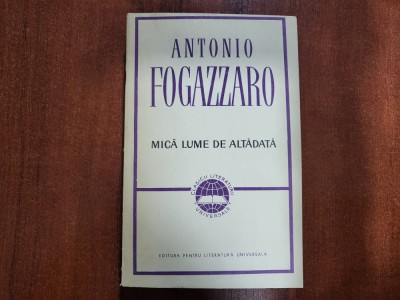 ANTONIO
FOGAZZARO
MICĂ LUME DE ALTĂDATĂ
CLASICII LITERATURII
UNIVERSALE
EDITURA PENTRU LITERATURA UNIVERSALĂ